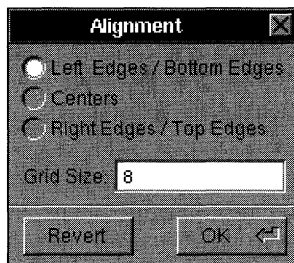 Alignment
Left Edges / Bottom Edges
Centers
Right Edges / Top Edges
Grid Size: 8
Revert OK